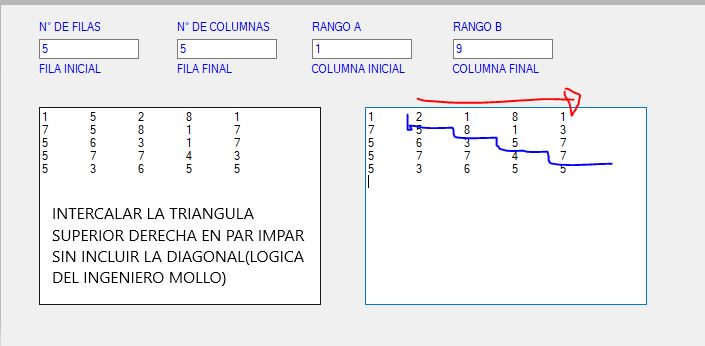 N° DE FILAS N° DE COLUMNAS RANGO A RANGO B
5 5 1 9
FILA INICIAL FILA FINAL COLUMNA INICIAL COLUMNA FINAL
1 5 2 8 1
7 5 8 1 7
5 6 3 1 7
5 7 7 4 3
5 3 6 5 5
INTERCALAR LA TRIANGULA
SUPERIOR DERECHA EN PAR IMPAR
SIN INCLUIR LA DIAGONAL(LOGICA
DEL INGENIERO MOLLO)
1 2 1 8 1
7 5 8 1 3
5 6 3 5 7
5 7 7 4 7
5 3 6 5 5